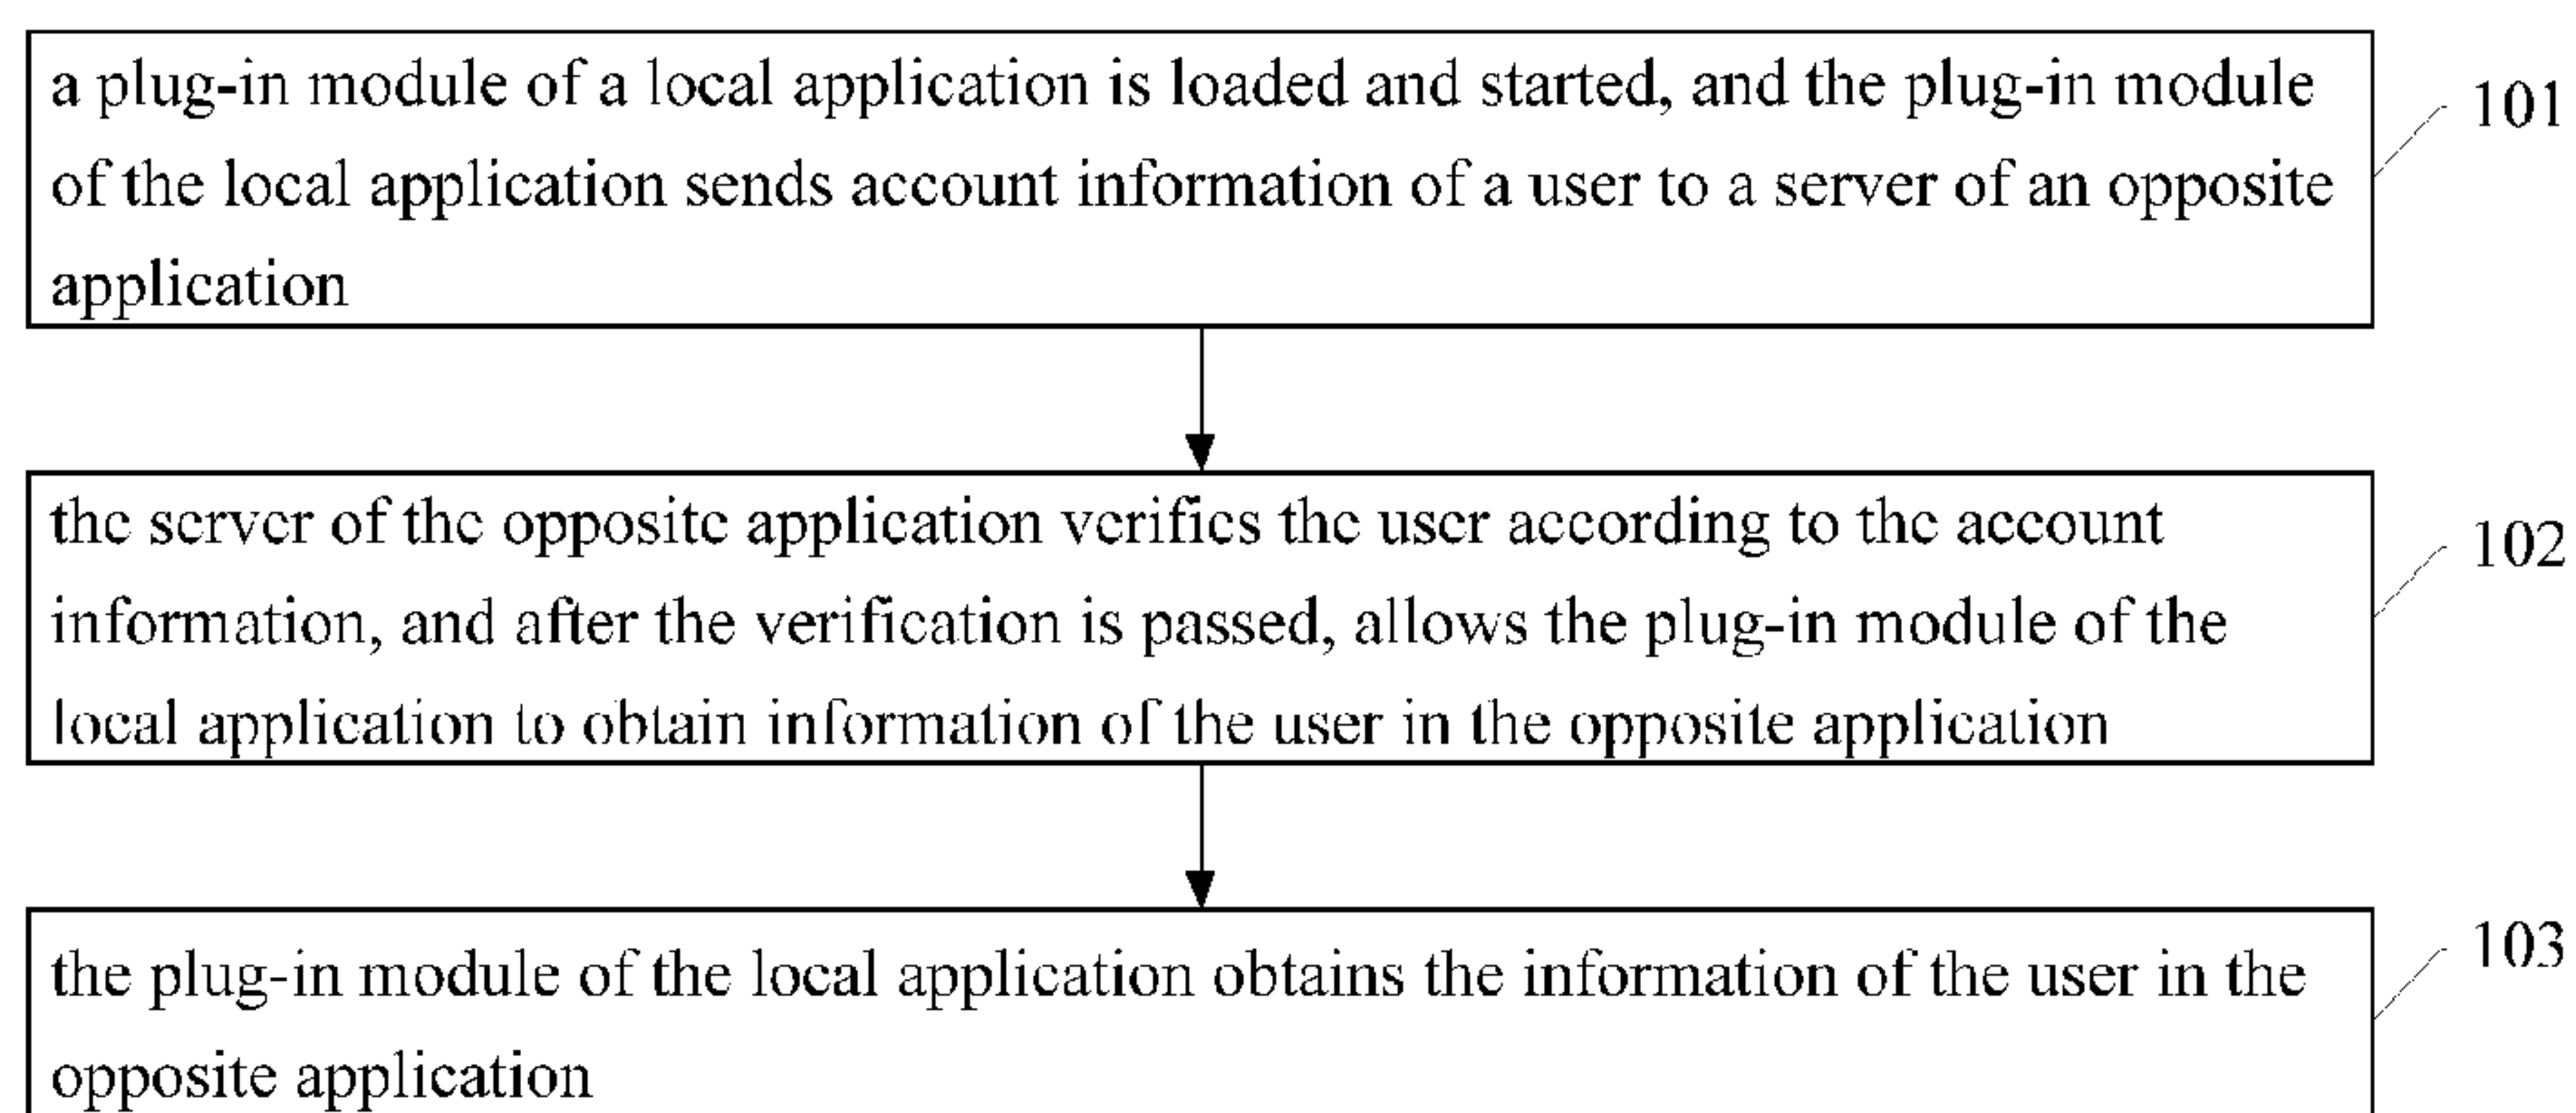 a plug-in module of a local application is loaded and started, and the plug-in module
of the local application sends account information of a user to a server of an opposite
application
101
the server of the opposite application verifies the user according to the account
information, and after the verification is passed, allows the plug-in module of the
local application to obtain information of the user in the opposite application
102
the plug-in module of the local application obtains the information of the user in the
opposite application
103